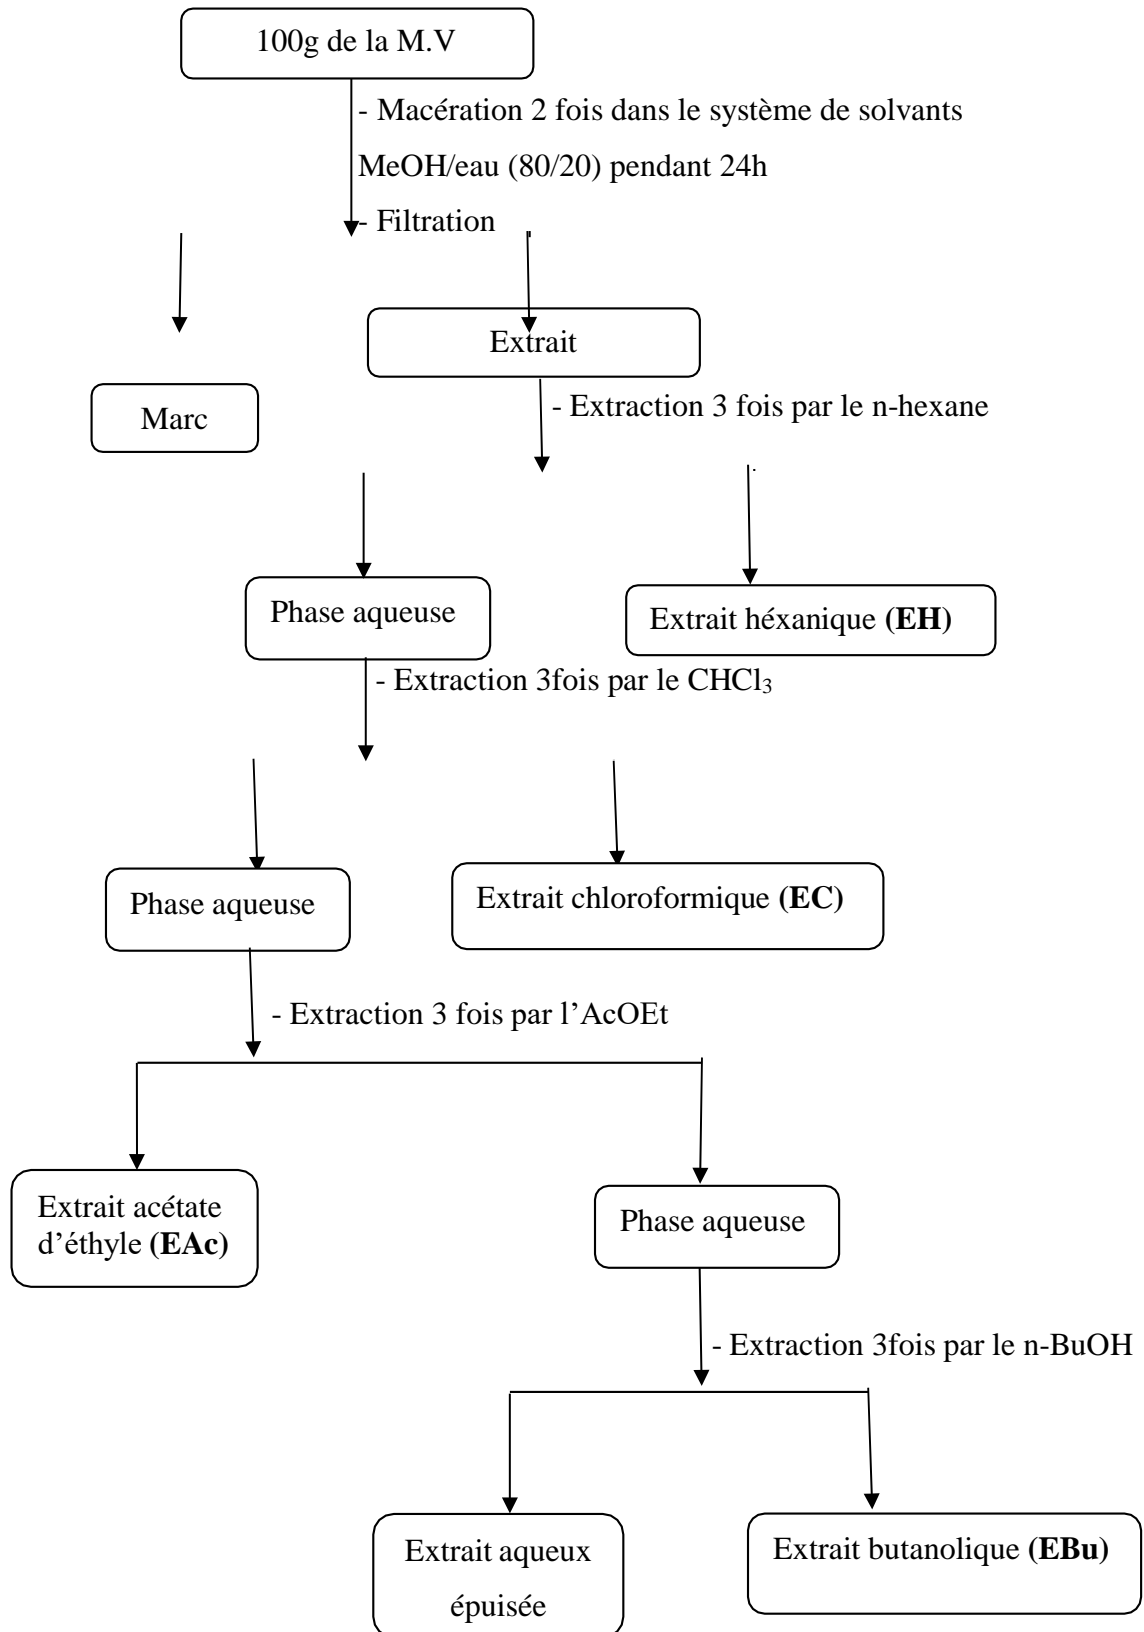 100g de la M.V
- Macération 2 fois dans le système de solvants
MeOH/eau (80/20) pendant 24h
- Filtration
Extrait
Marc
- Extraction 3 fois par le n-hexane
Phase aqueuse
Extrait héxanique (EH)
- Extraction 3fois par le CHCl₃
Phase aqueuse
Extrait chloroformique (EC)
- Extraction 3 fois par l’AcOEt
Extrait acétate
d’éthyle (EAc)
Phase aqueuse
- Extraction 3fois par le n-BuOH
Extrait aqueux
épuisée
Extrait butanolique (EBu)